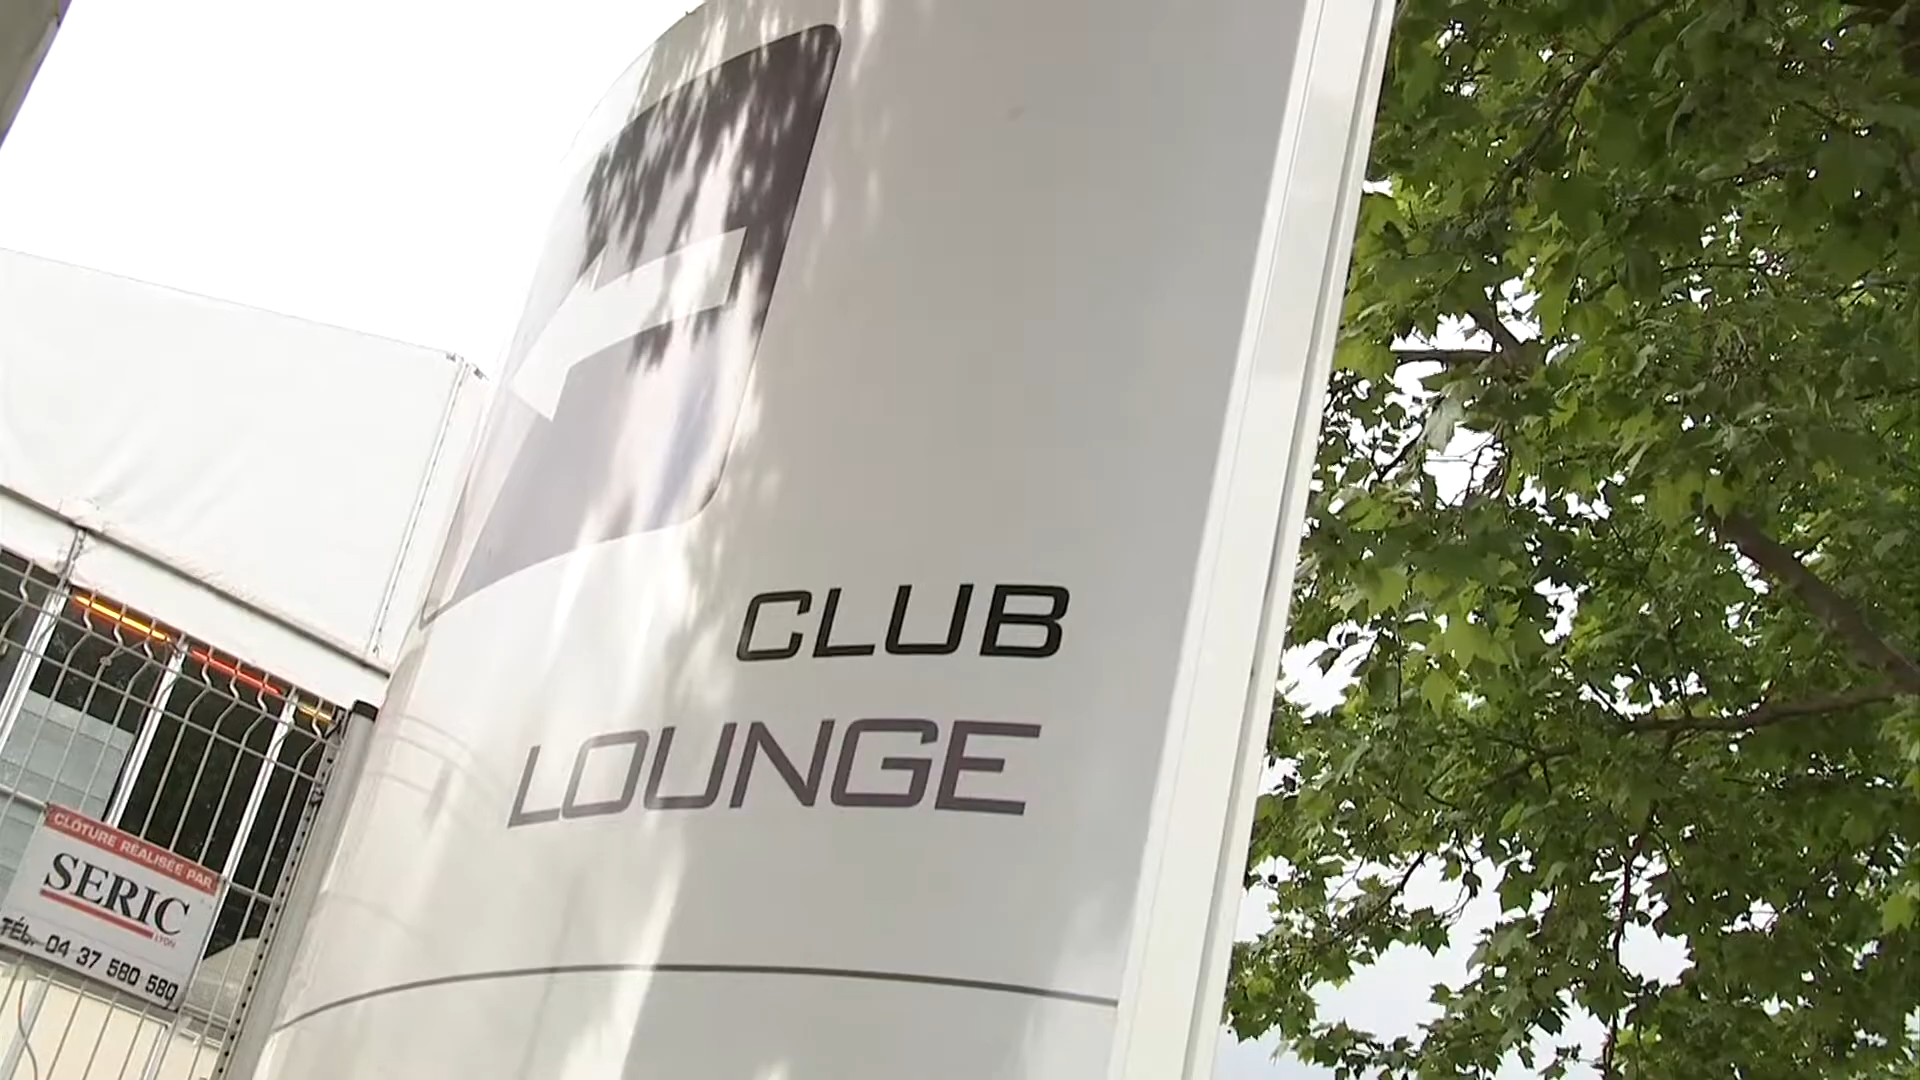 CLUB
LOUNGE
CLÔTURE RÉALISÉE PAR
SERIC
LYON
TÉL. 04 37 580 580